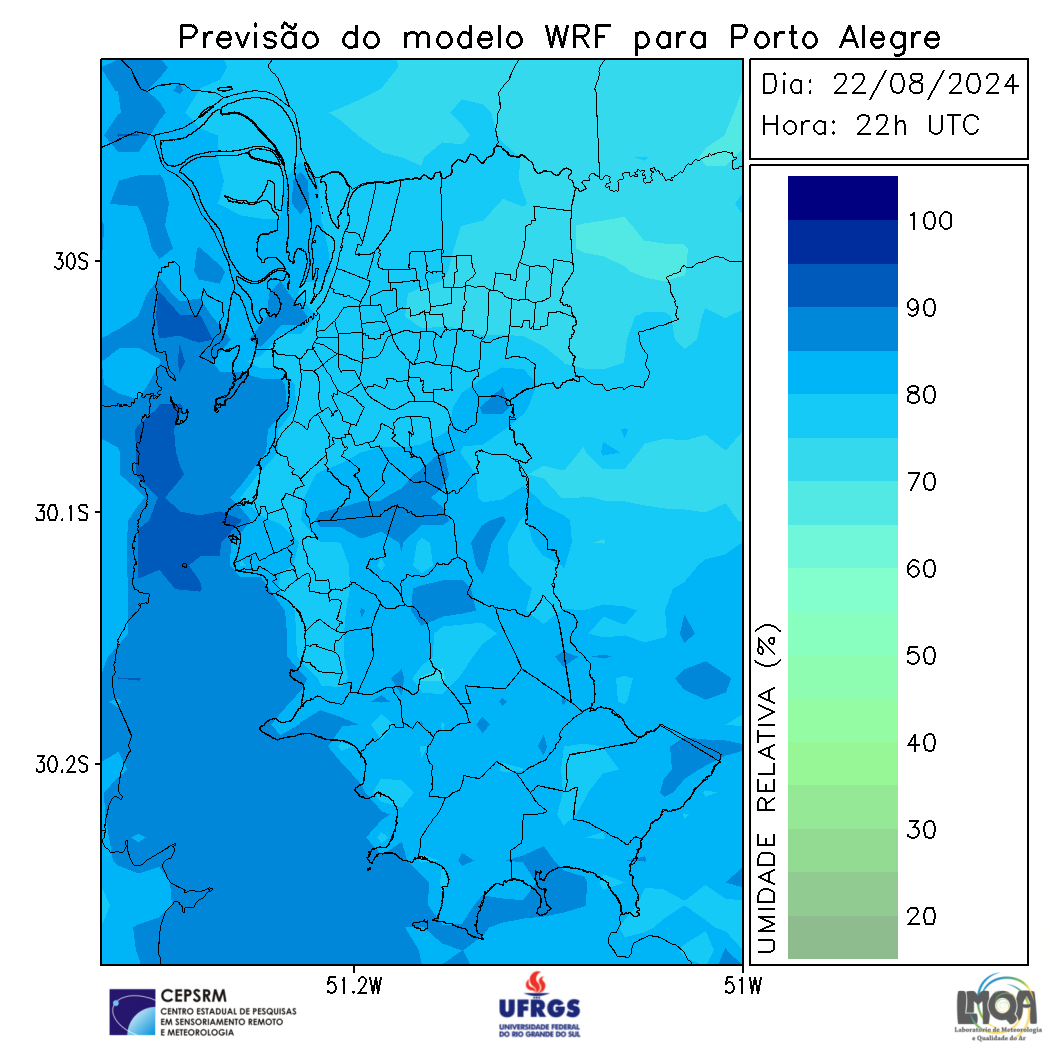 Previsão do modelo WRF para Porto Alegre
Dia: 22/08/2024
Hora: 22h UTC
30S
30.1S
30.2S
51.2W
51W
UMIDADE RELATIVA (%)
100
90
80
70
60
50
40
30
20
CEPSRM
CENTRO ESTADUAL DE PESQUISAS
EM SENSORIAMENTO REMOTO
E METEOROLOGIA
UFRGS
UNIVERSIDADE FEDERAL
DO RIO GRANDE DO SUL
LMQA
Laboratório de Meteorologia
e Qualidade do Ar